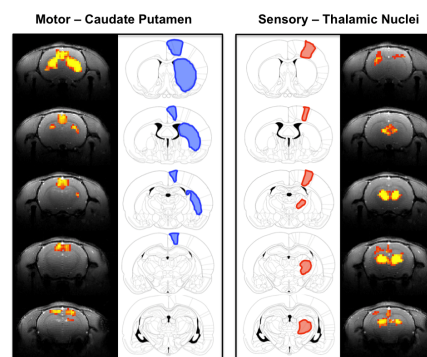 Motor – Caudate Putamen
Sensory – Thalamic Nuclei